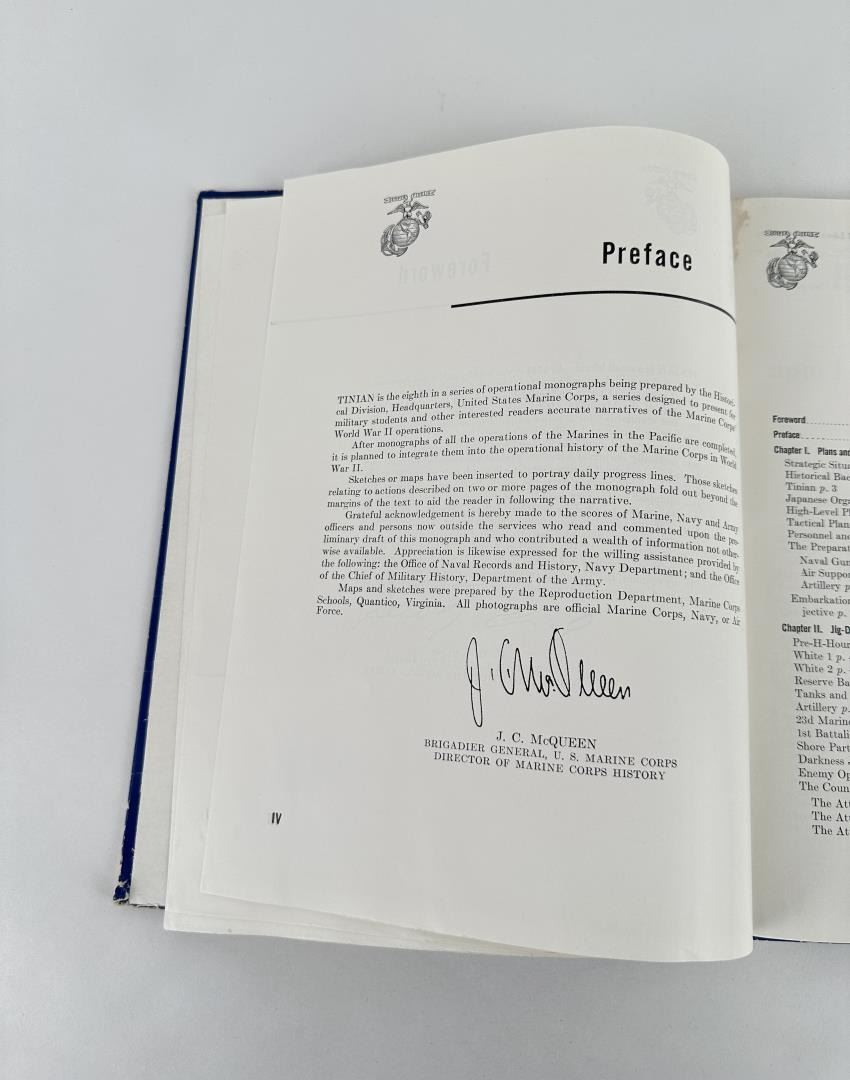 Preface
TINIAN is the eighth in a series of operational monographs being prepared by the Histori-
cal Division, Headquarters, United States Marine Corps, a series designed to present for
military students and other interested readers accurate narratives of the Marine Corps'
World War II operations.
After monographs of all the operations of the Marines in the Pacific are completed,
it is planned to integrate them into the operational history of the Marine Corps in World
War II.
Sketches or maps have been inserted to portray daily progress lines. Those sketches
relating to actions described on two or more pages of the monograph fold out beyond the
margins of the text to aid the reader in following the narrative.
Grateful acknowledgement is hereby made to the scores of Marine, Navy and Army
officers and persons now outside the services who read and commented upon the pre-
liminary draft of this monograph and who contributed a wealth of information not other-
wise available. Appreciation is likewise expressed for the willing assistance provided by
the following: the Office of Naval Records and History, Navy Department; and the Office
of the Chief of Military History, Department of the Army.
Maps and sketches were prepared by the Reproduction Department, Marine Corps
Schools, Quantico, Virginia. All photographs are official Marine Corps, Navy, or Air
Force.
J. C. McQueen
J. C. McQUEEN
BRIGADIER GENERAL, U. S. MARINE CORPS
DIRECTOR OF MARINE CORPS HISTORY
IV
Foreword
Preface
Chapter I. Plans and
Strategic Situa
Historical Bac
Tinian p. 3
Japanese Orga
High-Level Pl
Tactical Plan
Personnel and
The Preparat
Naval Gun
Air Suppor
Artillery p
Embarkation
jective p.
Chapter II. Jig-D
Pre-H-Hour
White 1 p.
White 2 p.
Reserve Ba
Tanks and
Artillery p.
23d Marine
1st Battali
Shore Part
Darkness
Enemy Op
The Coun
The Att
The Att
The At